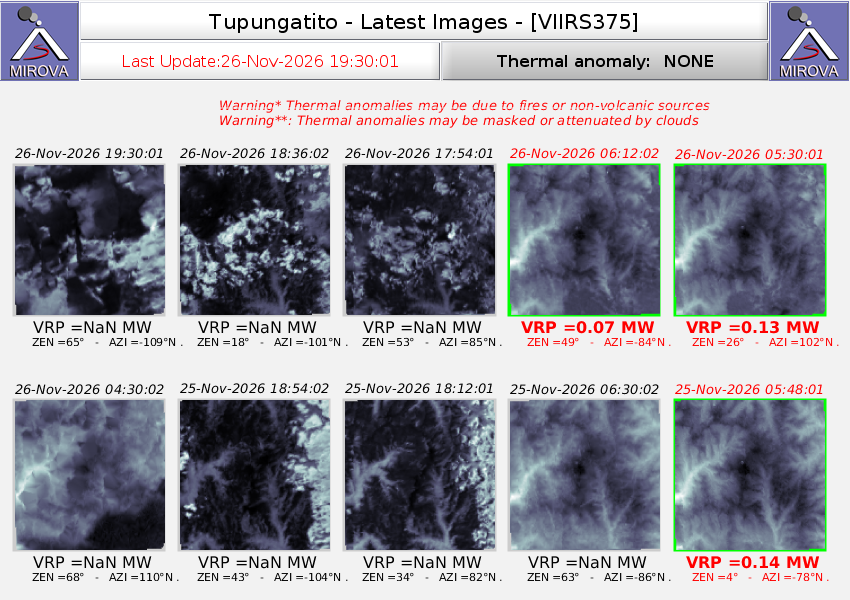 Tupungatito - Latest Images - [VIIRS375]
MIROVA
MIROVA
Last Update:26-Nov-2026 19:30:01
Thermal anomaly: NONE
Warning* Thermal anomalies may be due to fires or non-volcanic sources
Warning**: Thermal anomalies may be masked or attenuated by clouds
26-Nov-2026 19:30:01 26-Nov-2026 18:36:02 26-Nov-2026 17:54:01 26-Nov-2026 06:12:02 26-Nov-2026 05:30:01
VRP =NaN MW VRP =NaN MW VRP =NaN MW VRP =0.07 MW VRP =0.13 MW
ZEN =65° - AZI =-109°N . ZEN =18° - AZI =-101°N . ZEN =53° - AZI =85°N . ZEN =49° - AZI =-84°N . ZEN =26° - AZI =102°N .
26-Nov-2026 04:30:02 25-Nov-2026 18:54:02 25-Nov-2026 18:12:01 25-Nov-2026 06:30:02 25-Nov-2026 05:48:01
VRP =NaN MW VRP =NaN MW VRP =NaN MW VRP =NaN MW VRP =0.14 MW
ZEN =68° - AZI =110°N . ZEN =43° - AZI =-104°N . ZEN =34° - AZI =82°N . ZEN =63° - AZI =-86°N . ZEN =4° - AZI =-78°N .